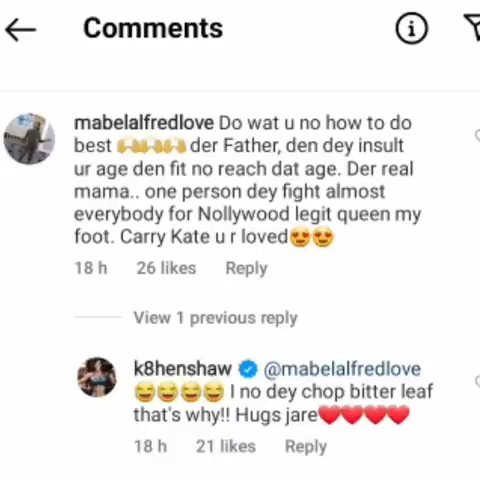 Comments
mabelalfredlove Do wat u no how to do
best 🙌🙌🙌 der Father, den dey insult
ur age den fit no reach dat age. Der real
mama.. one person dey fight almost
everybody for Nollywood legit queen my
foot. Carry Kate u r loved😍😍
18 h 26 likes Reply
View 1 previous reply
k8henshaw @mabelalfredlove
😂😂😂😂 I no dey chop bitter leaf
that's why!! Hugs jare❤️❤️❤️❤️
18 h 21 likes Reply